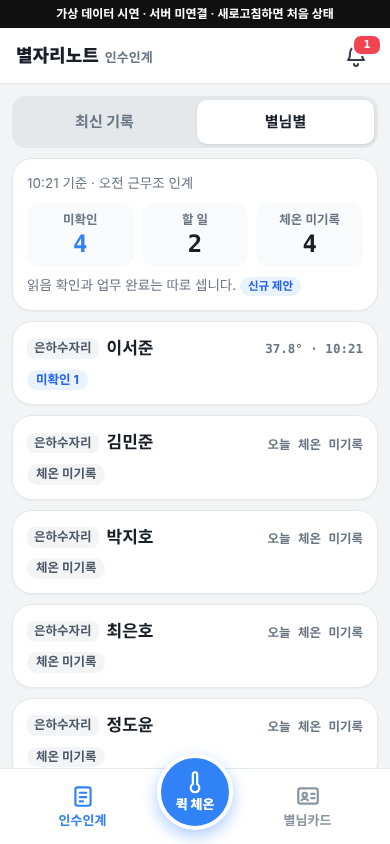 가상 데이터 시연 · 서버 미연결 · 새로고침하면 처음 상태
별자리노트 인수인계
1
최신 기록 별님별
10:21 기준 · 오전 근무조 인계
미확인 할 일 체온 미기록
4 2 4
읽음 확인과 업무 완료는 따로 셉니다. 신규 제안
은하수자리 이서준 37.8° · 10:21
미확인 1
은하수자리 김민준 오늘 체온 미기록
체온 미기록
은하수자리 박지호 오늘 체온 미기록
체온 미기록
은하수자리 최은호 오늘 체온 미기록
체온 미기록
은하수자리 정도윤 오늘 체온 미기록
체온 미기록
퀵 체온
인수인계 별님카드